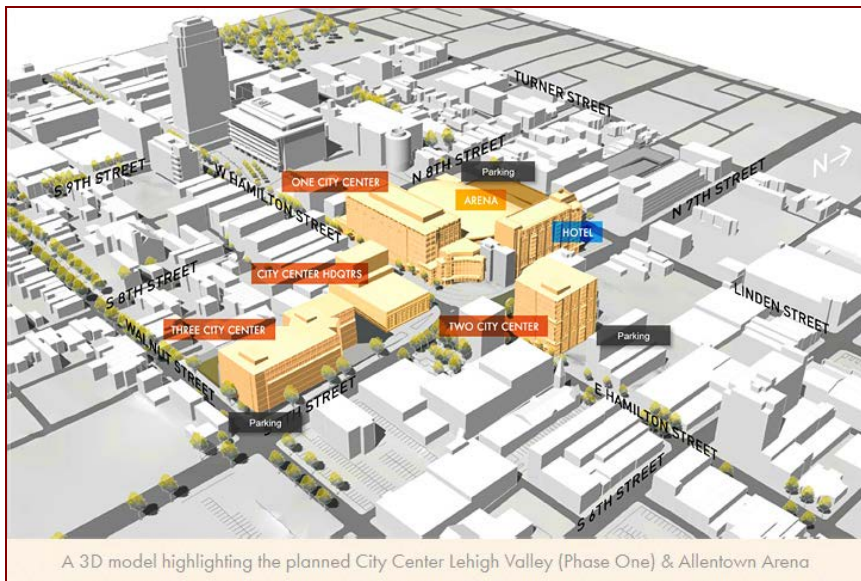 TURNER STREET
N 8TH STREET
Parking
S 9TH STREET
W HAMILTON STREET
ONE CITY CENTER
ARENA
N 7TH STREET
HOTEL
N
CITY CENTER HDQTRS
S 8TH STREET
LINDEN STREET
THREE CITY CENTER
TWO CITY CENTER
Parking
WALNUT STREET
Parking
STREET
E HAMILTON STREET
S 6TH STREET
A 3D model highlighting the planned City Center Lehigh Valley (Phase One) & Allentown Arena